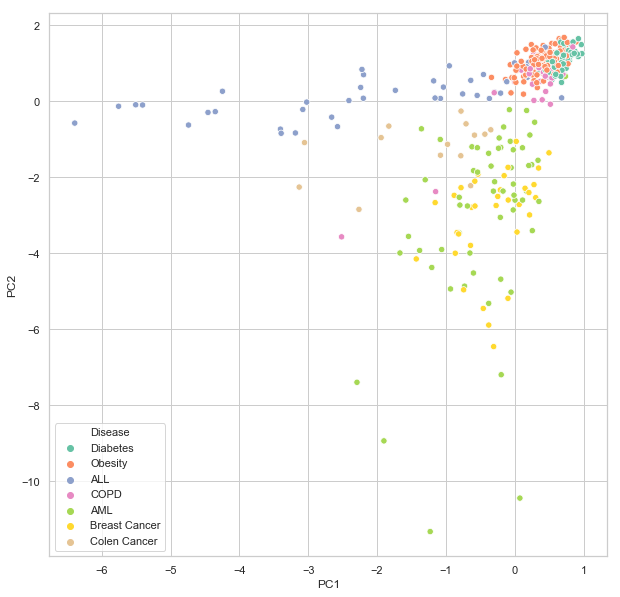 2
0
−2
−4
−6
−8
−10
PC2
Disease
Diabetes
Obesity
ALL
COPD
AML
Breast Cancer
Colen Cancer
−6 −5 −4 −3 −2 −1 0 1
PC1